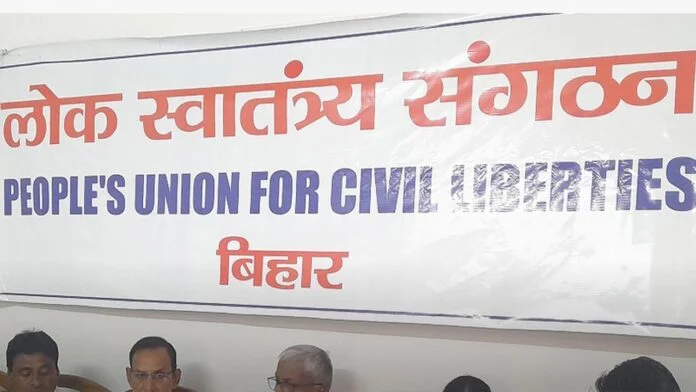 लोक स्वातंत्र्य संगठन
PEOPLE'S UNION FOR CIVIL LIBERTIES
बिहार